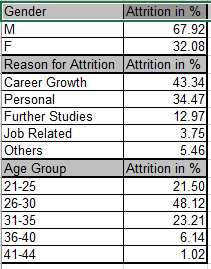 Gender Attrition in %
M 67.92
F 32.08
Reason for Attrition Attrition in %
Career Growth 43.34
Personal 34.47
Further Studies 12.97
Job Related 3.75
Others 5.46
Age Group Attrition in %
21-25 21.50
26-30 48.12
31-35 23.21
36-40 6.14
41-44 1.02